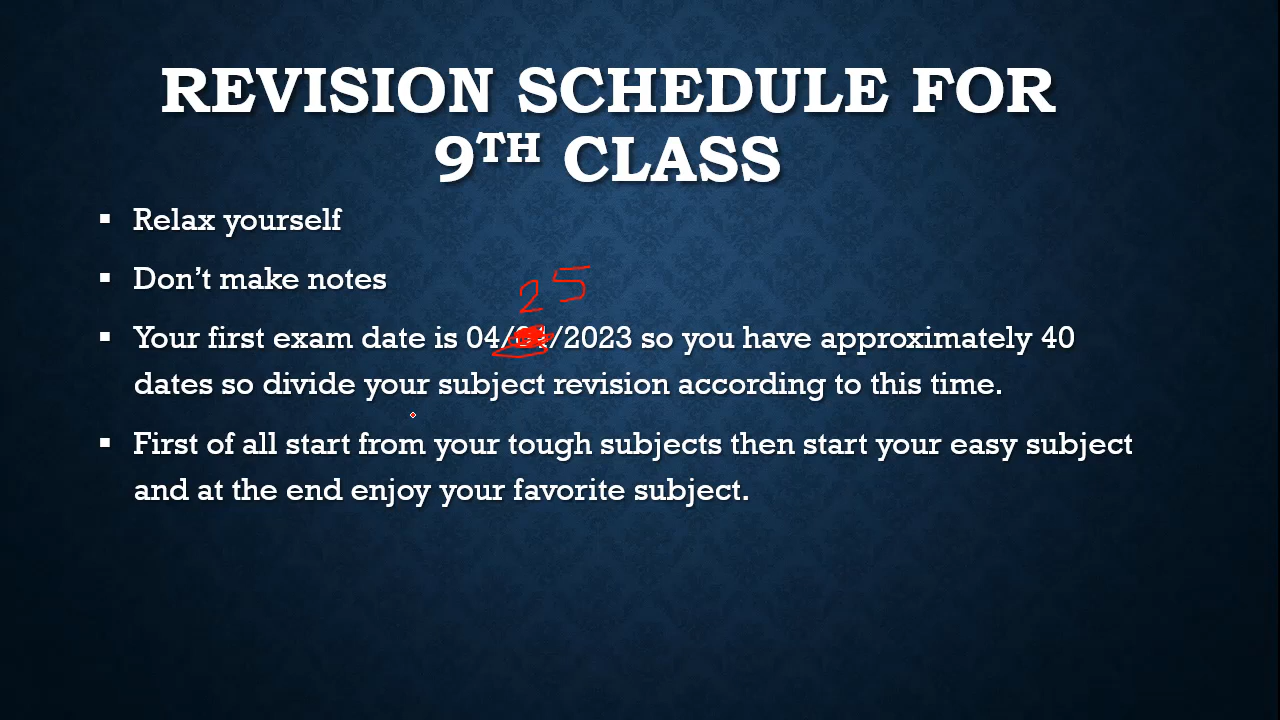 REVISION SCHEDULE FOR
9TH CLASS
▪ Relax yourself
▪ Don't make notes
25
▪ Your first exam date is 04/ /2023 so you have approximately 40
dates so divide your subject revision according to this time.
▪ First of all start from your tough subjects then start your easy subject
and at the end enjoy your favorite subject.